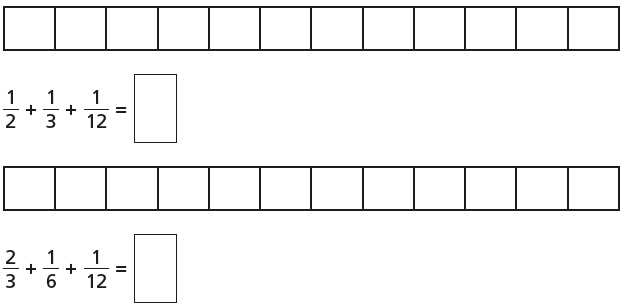 1/2 + 1/3 + 1/12 =
2/3 + 1/6 + 1/12 =